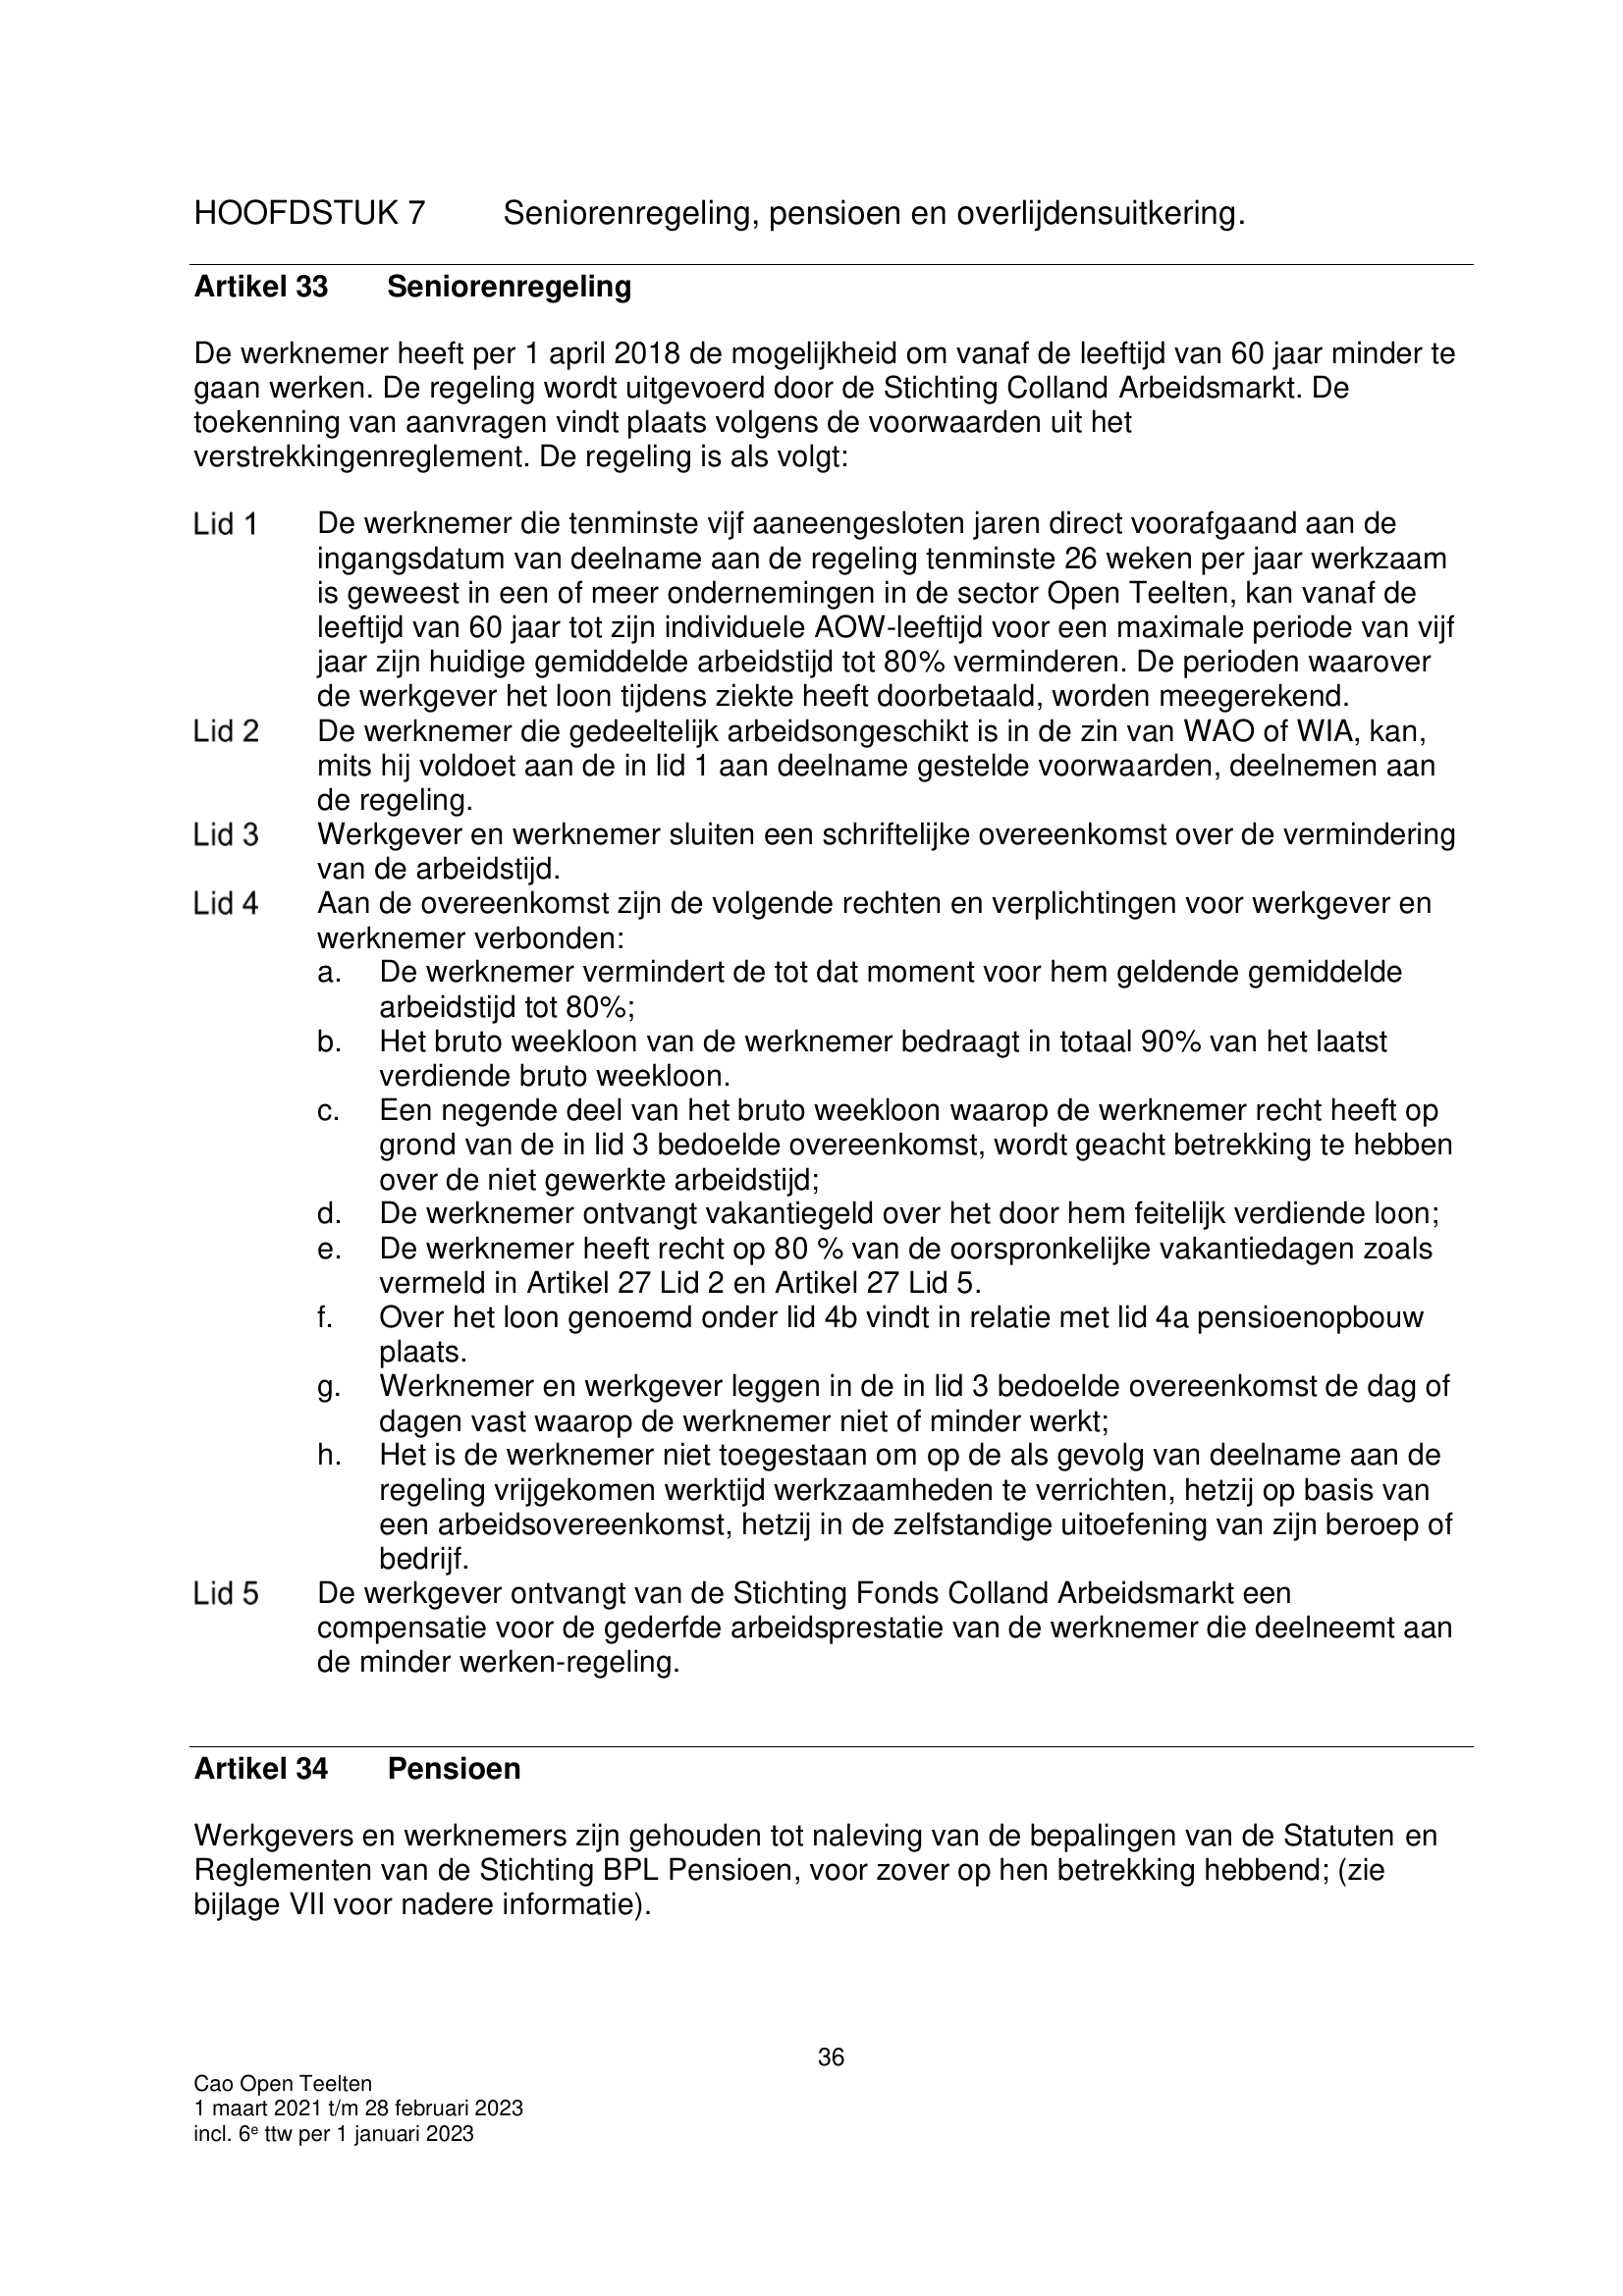 HOOFDSTUK 7 Seniorenregeling, pensioen en overlijdensuitkering.
Artikel 33 Seniorenregeling
De werknemer heeft per 1 april 2018 de mogelijkheid om vanaf de leeftijd van 60 jaar minder te
gaan werken. De regeling wordt uitgevoerd door de Stichting Colland Arbeidsmarkt. De
toekenning van aanvragen vindt plaats volgens de voorwaarden uit het
verstrekkingenreglement. De regeling is als volgt:
Lid 1 De werknemer die tenminste vijf aaneengesloten jaren direct voorafgaand aan de
ingangsdatum van deelname aan de regeling tenminste 26 weken per jaar werkzaam
is geweest in een of meer ondernemingen in de sector Open Teelten, kan vanaf de
leeftijd van 60 jaar tot zijn individuele AOW-leeftijd voor een maximale periode van vijf
jaar zijn huidige gemiddelde arbeidstijd tot 80% verminderen. De perioden waarover
de werkgever het loon tijdens ziekte heeft doorbetaald, worden meegerekend.
Lid 2 De werknemer die gedeeltelijk arbeidsongeschikt is in de zin van WAO of WIA, kan,
mits hij voldoet aan de in lid 1 aan deelname gestelde voorwaarden, deelnemen aan
de regeling.
Lid 3 Werkgever en werknemer sluiten een schriftelijke overeenkomst over de vermindering
van de arbeidstijd.
Lid 4 Aan de overeenkomst zijn de volgende rechten en verplichtingen voor werkgever en
werknemer verbonden:
a. De werknemer vermindert de tot dat moment voor hem geldende gemiddelde
arbeidstijd tot 80%;
b. Het bruto weekloon van de werknemer bedraagt in totaal 90% van het laatst
verdiende bruto weekloon.
c. Een negende deel van het bruto weekloon waarop de werknemer recht heeft op
grond van de in lid 3 bedoelde overeenkomst, wordt geacht betrekking te hebben
over de niet gewerkte arbeidstijd;
d. De werknemer ontvangt vakantiegeld over het door hem feitelijk verdiende loon;
e. De werknemer heeft recht op 80 % van de oorspronkelijke vakantiedagen zoals
vermeld in Artikel 27 Lid 2 en Artikel 27 Lid 5.
f. Over het loon genoemd onder lid 4b vindt in relatie met lid 4a pensioenopbouw
plaats.
g. Werknemer en werkgever leggen in de in lid 3 bedoelde overeenkomst de dag of
dagen vast waarop de werknemer niet of minder werkt;
h. Het is de werknemer niet toegestaan om op de als gevolg van deelname aan de
regeling vrijgekomen werktijd werkzaamheden te verrichten, hetzij op basis van
een arbeidsovereenkomst, hetzij in de zelfstandige uitoefening van zijn beroep of
bedrijf.
Lid 5 De werkgever ontvangt van de Stichting Fonds Colland Arbeidsmarkt een
compensatie voor de gederfde arbeidsprestatie van de werknemer die deelneemt aan
de minder werken-regeling.
Artikel 34 Pensioen
Werkgevers en werknemers zijn gehouden tot naleving van de bepalingen van de Statuten en
Reglementen van de Stichting BPL Pensioen, voor zover op hen betrekking hebbend; (zie
bijlage VII voor nadere informatie).
36
Cao Open Teelten
1 maart 2021 t/m 28 februari 2023
incl. 6e ttw per 1 januari 2023